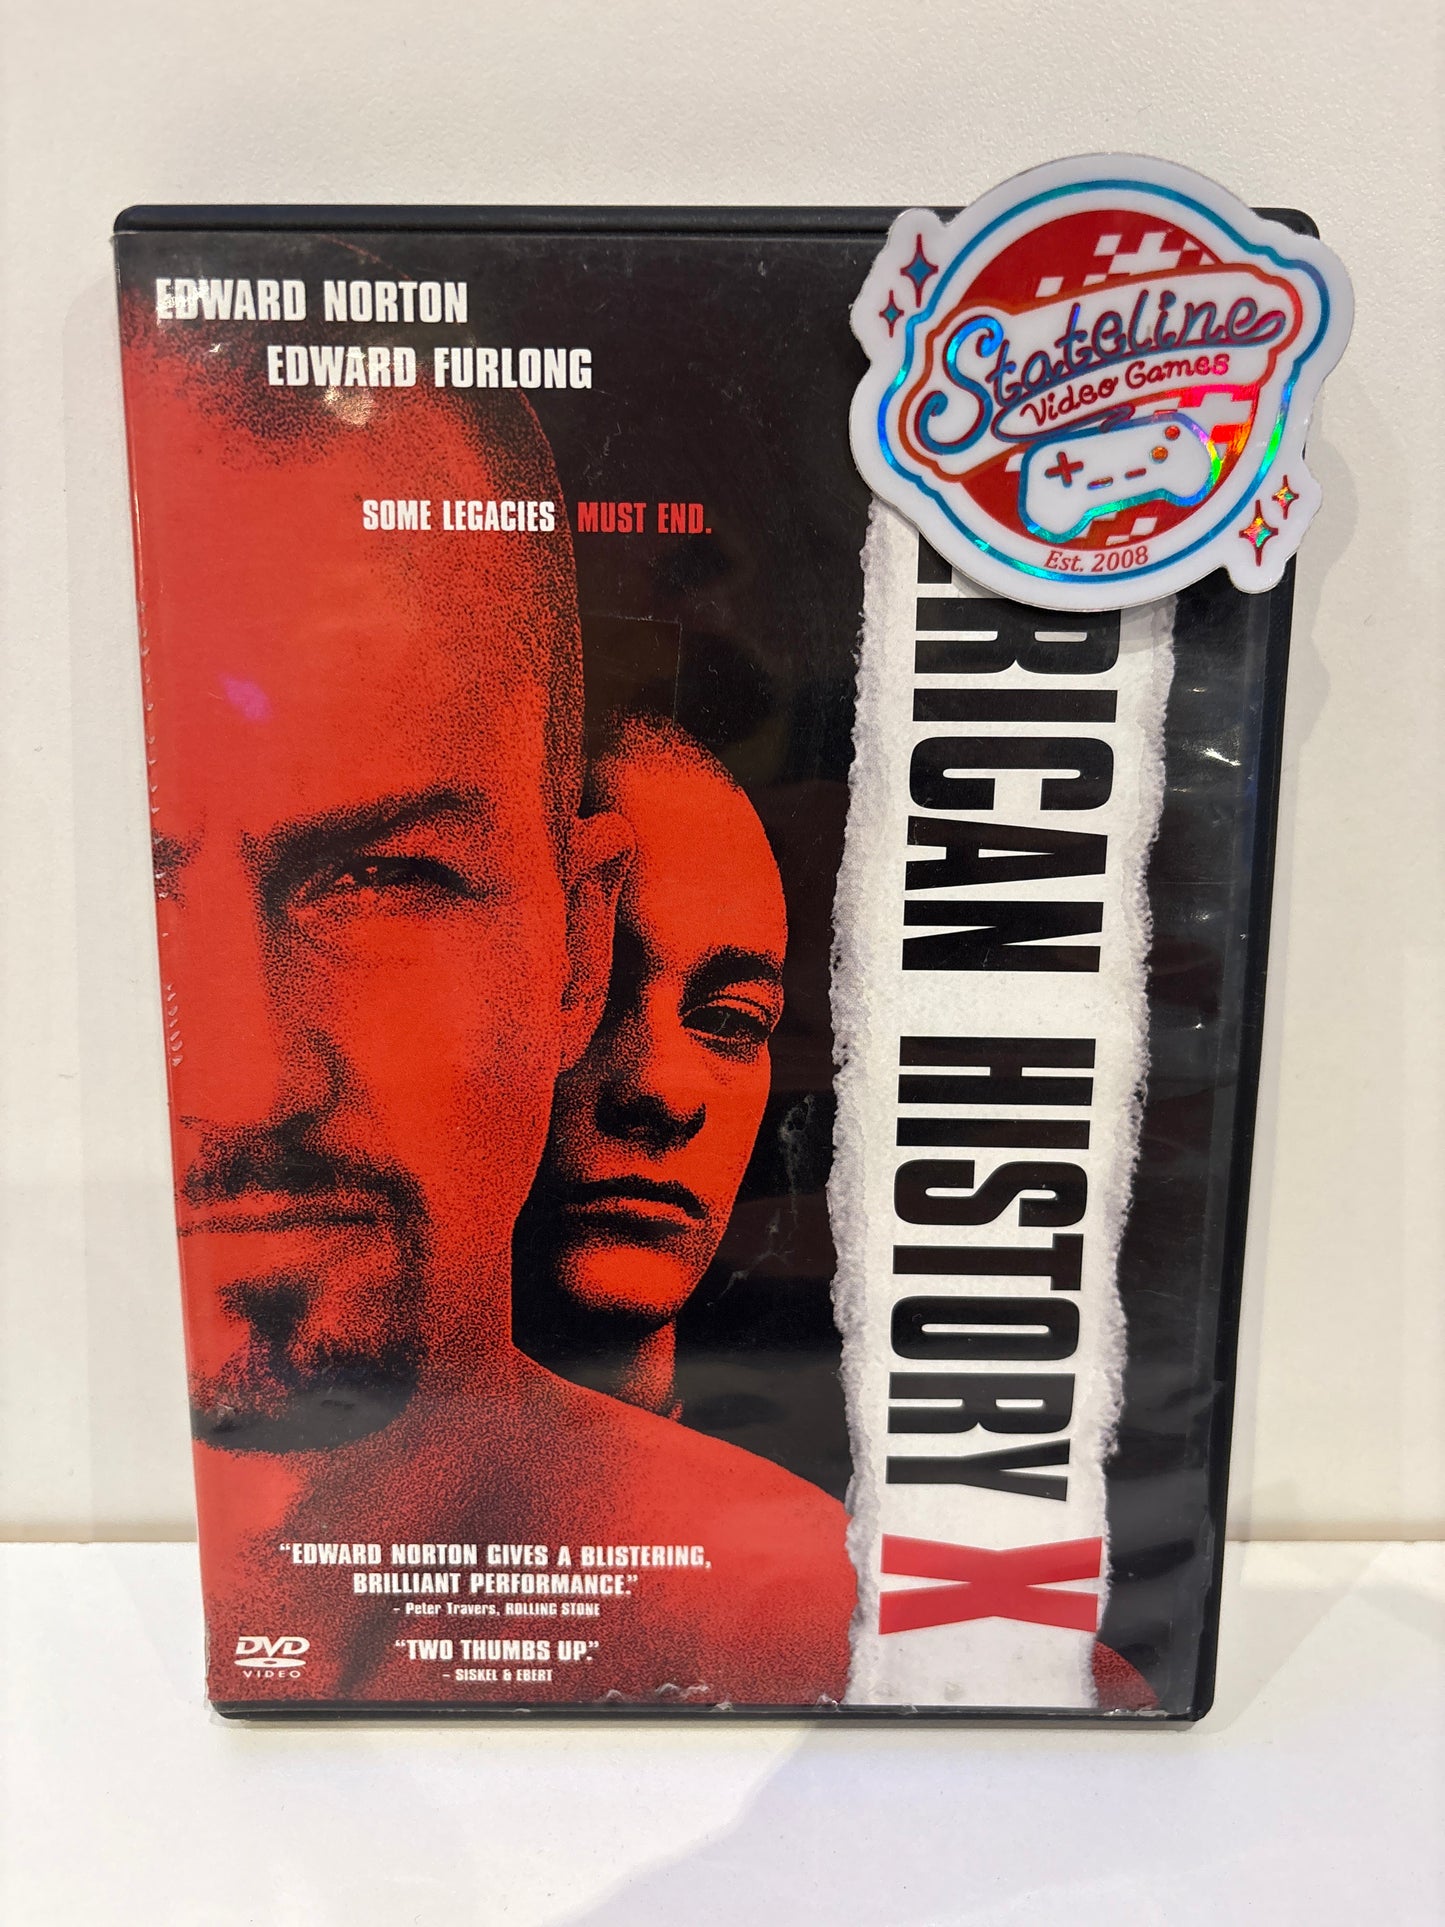 EDWARD NORTON
EDWARD FURLONG
SOME LEGACIES MUST END.
Stateline
Video Games
Est. 2008
ERICAN HISTORY X
"EDWARD NORTON GIVES A BLISTERING,
BRILLIANT PERFORMANCE."
- Peter Travers, ROLLING STONE
"TWO THUMBS UP."
- SISKEL & EBERT
DVD
VIDEO